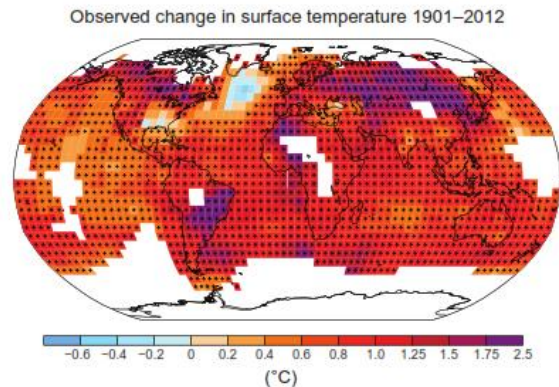 Observed change in surface temperature 1901–2012
−0.6 −0.4 −0.2 0 0.2 0.4 0.6 0.8 1.0 1.25 1.5 1.75 2.5
(°C)